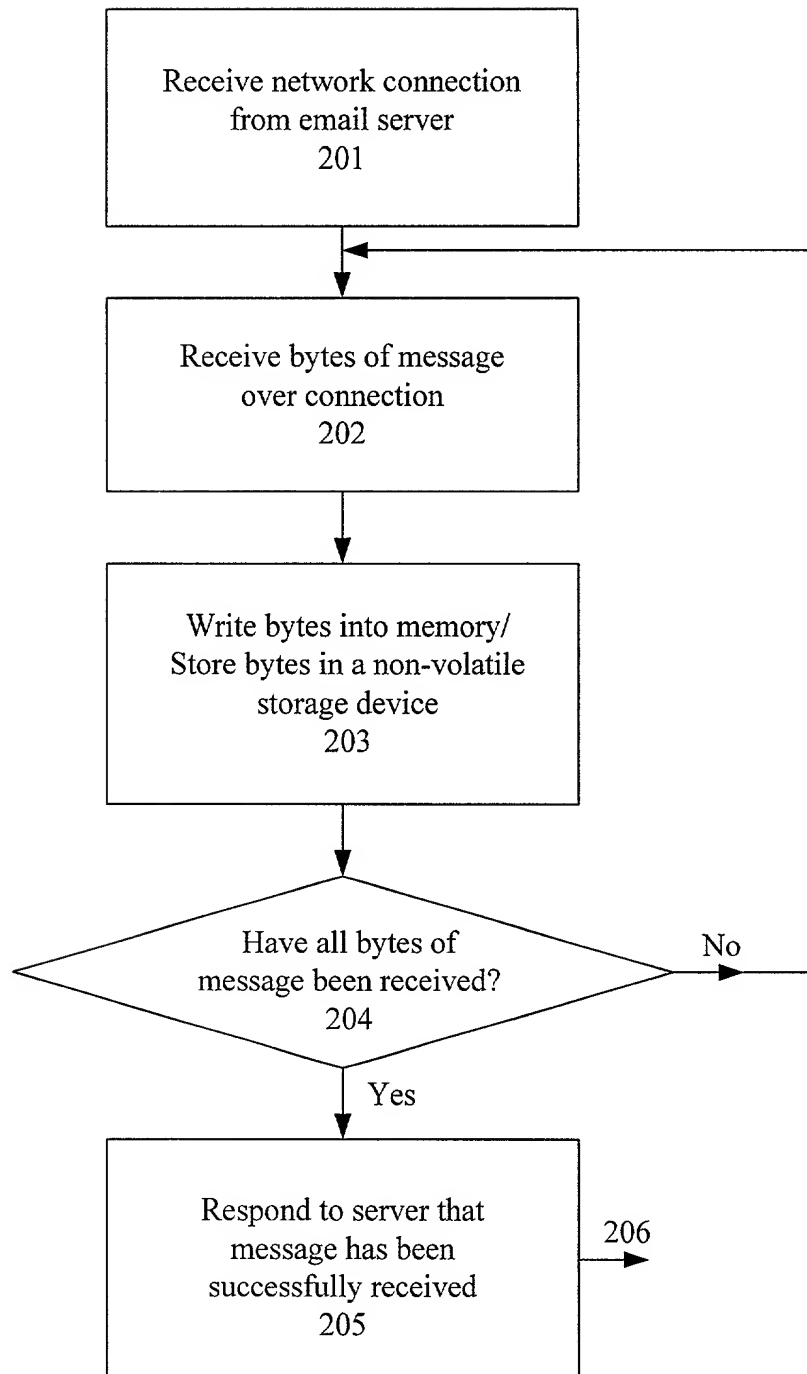 Receive network connection
from email server
201
Receive bytes of message
over connection
202
Write bytes into memory/
Store bytes in a non-volatile
storage device
203
Have all bytes of
message been received?
204
No
Yes
Respond to server that
message has been
successfully received
205
206